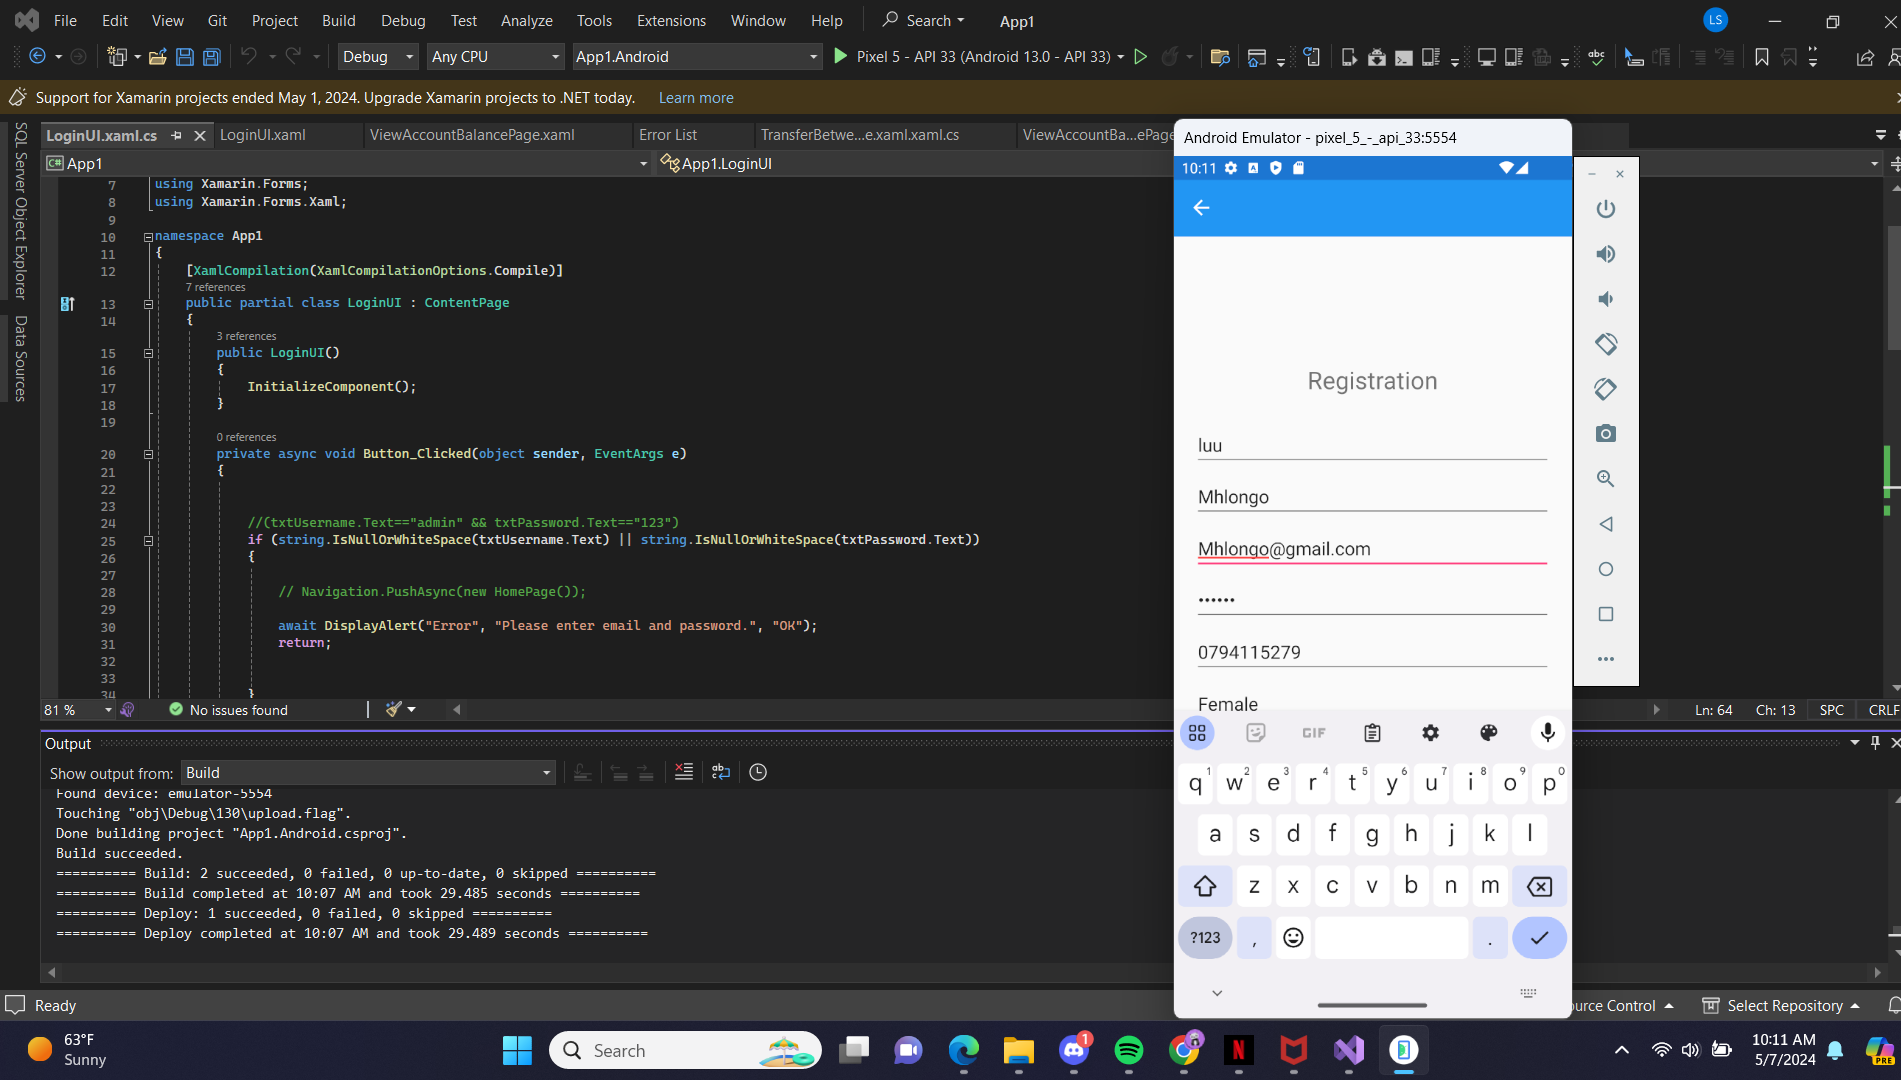 File Edit View Git Project Build Debug Test Analyze Tools Extensions Window Help Search App1 LS
Debug Any CPU App1.Android Pixel 5 - API 33 (Android 13.0 - API 33)
Support for Xamarin projects ended May 1, 2024. Upgrade Xamarin projects to .NET today. Learn more
SQL Server Object Explorer
Data Sources
LoginUI.xaml.cs LoginUI.xaml ViewAccountBalancePage.xaml Error List TransferBetwe...e.xaml.xaml.cs ViewAccountBa...ePage
C# App1 App1.LoginUI
7 using Xamarin.Forms;
8 using Xamarin.Forms.Xaml;
9
10 namespace App1
11 {
12 [XamlCompilation(XamlCompilationOptions.Compile)]
7 references
13 public partial class LoginUI : ContentPage
14 {
3 references
15 public LoginUI()
16 {
17 InitializeComponent();
18 }
19
0 references
20 private async void Button_Clicked(object sender, EventArgs e)
21 {
22
23
24 //(txtUsername.Text=="admin" && txtPassword.Text=="123")
25 if (string.IsNullOrWhiteSpace(txtUsername.Text) || string.IsNullOrWhiteSpace(txtPassword.Text))
26 {
27
28 // Navigation.PushAsync(new HomePage());
29
30 await DisplayAlert("Error", "Please enter email and password.", "OK");
31 return;
32
33
34 }
81 % No issues found Ln: 64 Ch: 13 SPC CRLF
Output
Show output from: Build
Found device: emulator-5554
Touching "obj\Debug\130\upload.flag".
Done building project "App1.Android.csproj".
Build succeeded.
========== Build: 2 succeeded, 0 failed, 0 up-to-date, 0 skipped ==========
========== Build completed at 10:07 AM and took 29.485 seconds ==========
========== Deploy: 1 succeeded, 0 failed, 0 skipped ==========
========== Deploy completed at 10:07 AM and took 29.489 seconds ==========
Android Emulator - pixel_5_-_api_33:5554
10:11
Registration
luu
Mhlongo
Mhlongo@gmail.com
••••••
0794115279
Female
GIF
q1 w2 e3 r4 t5 y6 u7 i8 o9 p0
a s d f g h j k l
z x c v b n m
?123 , .
Ready urce Control Select Repository
63°F
Sunny
Search
1
10:11 AM
5/7/2024
PRE